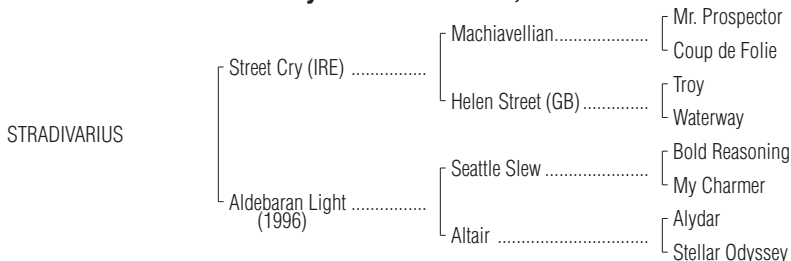 Machiavellian.................... Mr. Prospector
Coup de Folie
Street Cry (IRE) ................
Helen Street (GB).............. Troy
Waterway
STRADIVARIUS
Seattle Slew ...................... Bold Reasoning
My Charmer
Aldebaran Light ................
(1996)
Altair ................................ Alydar
Stellar Odyssey